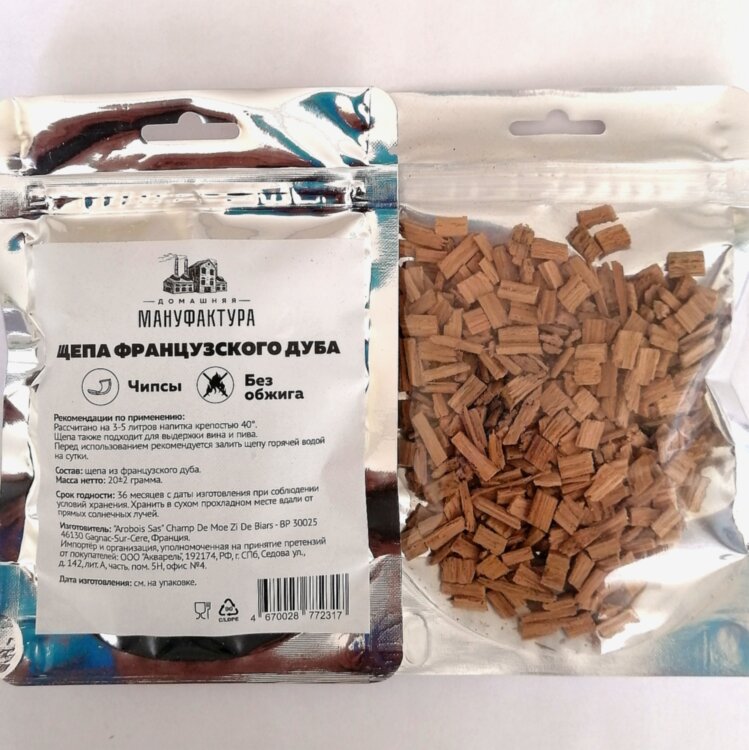 ДОМАШНЯЯ
МАНУФАКТУРА
ЩЕПА ФРАНЦУЗСКОГО ДУБА
Чипсы
Без
обжига
Рекомендации по применению:
Рассчитано на 3-5 литров напитка крепостью 40°.
Щепа также подходит для выдержки вина и пива.
Перед использованием рекомендуется залить щепу горячей водой
на сутки.
Состав: щепа из французского дуба.
Масса нетто: 20±2 грамма.
Срок годности: 36 месяцев с даты изготовления при соблюдении
условий хранения. Хранить в сухом прохладном месте вдали от
прямых солнечных лучей.
Изготовитель: "Arobois Sas" Champ De Moe Zi De Biars - BP 30025
46130 Gagnac-Sur-Cere, Франция.
Импортер и организация, уполномоченная на принятие претензий
от покупателей: ООО "Акварель", 192174, РФ, г. СПб, Седова ул.,
д. 142, лит. А, часть, пом. 5Н, офис №4.
Дата изготовления: см. на упаковке.
90
C/LDPE
4 670028 772317